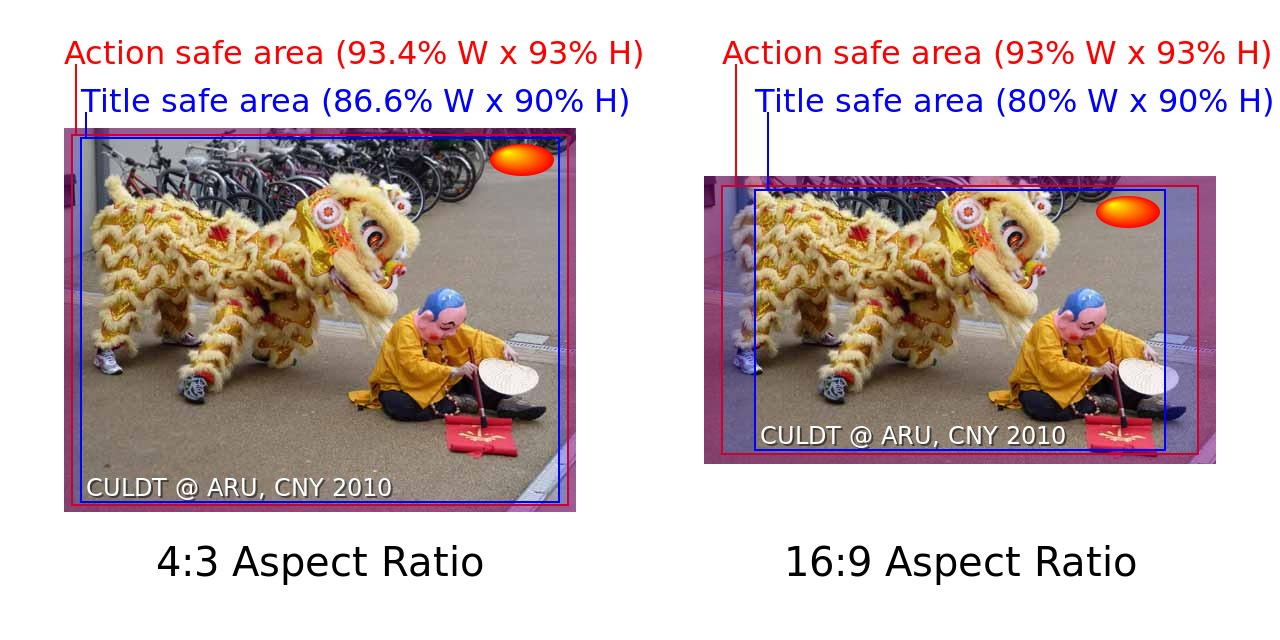 Action safe area (93.4% W x 93% H)
Title safe area (86.6% W x 90% H)
CULDT @ ARU, CNY 2010
4:3 Aspect Ratio
Action safe area (93% W x 93% H)
Title safe area (80% W x 90% H)
CULDT @ ARU, CNY 2010
16:9 Aspect Ratio